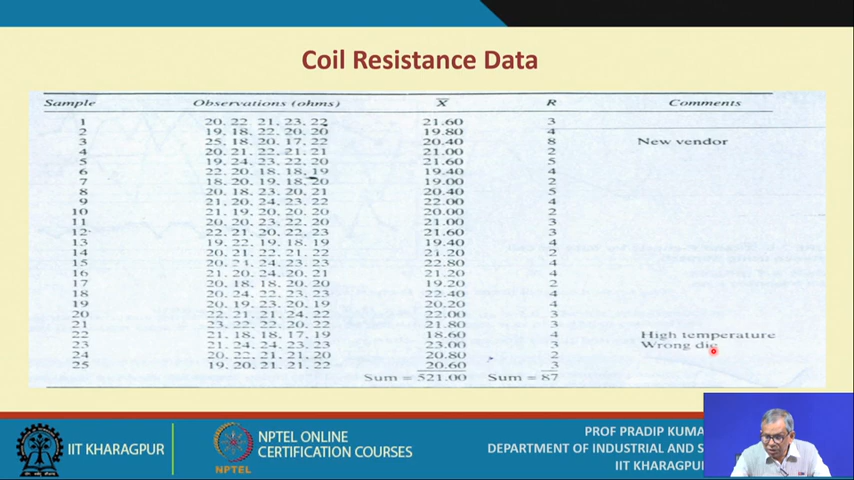 Coil Resistance Data
Sample Observations (ohms) X̄ R Comments
1 20, 22, 21, 23, 22 21.60 3
2 19, 18, 22, 20, 20 19.80 4
3 25, 18, 20, 17, 22 20.40 8 New vendor
4 20, 21, 22, 21, 21 21.00 2
5 19, 24, 23, 22, 20 21.60 5
6 22, 20, 18, 18, 19 19.40 4
7 18, 20, 19, 18, 20 19.00 2
8 20, 18, 23, 20, 21 20.40 5
9 21, 20, 24, 23, 22 22.00 4
10 21, 19, 20, 20, 20 20.00 2
11 20, 20, 23, 22, 20 21.00 3
12 22, 21, 20, 22, 23 21.60 3
13 19, 22, 19, 18, 19 19.40 4
14 20, 21, 22, 21, 22 21.20 2
15 20, 24, 24, 23, 23 22.80 4
16 21, 20, 24, 20, 21 21.20 4
17 20, 18, 18, 20, 20 19.20 2
18 20, 24, 22, 23, 23 22.40 4
19 20, 19, 23, 20, 19 20.20 4
20 22, 21, 21, 24, 22 22.00 3
21 23, 22, 22, 20, 22 21.80 3
22 21, 18, 18, 17, 19 18.60 4 High temperature
23 21, 24, 24, 23, 23 23.00 3 Wrong die
24 20, 22, 21, 21, 20 20.80 2
25 19, 20, 21, 21, 22 20.60 3
Sum = 521.00 Sum = 87
IIT KHARAGPUR
NPTEL
NPTEL ONLINE
CERTIFICATION COURSES
PROF PRADIP KUMA
DEPARTMENT OF INDUSTRIAL AND S
IIT KHARAGPUR